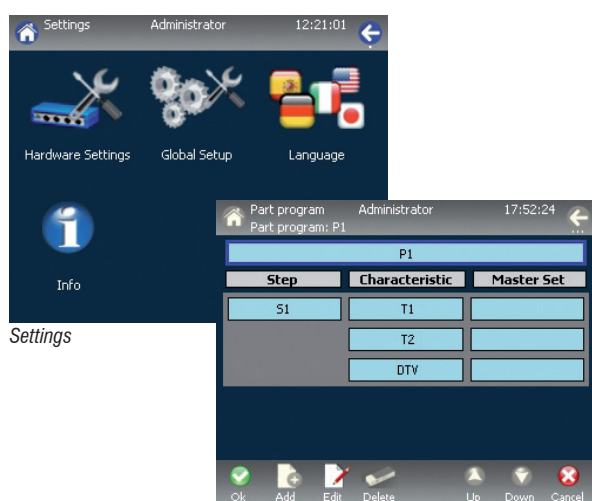 Settings Administrator 12:21:01
Hardware Settings Global Setup Language
Info
Settings
Part program Administrator 17:52:24
Part program: P1
P1
Step Characteristic Master Set
S1 T1
T2
DTV
Ok Add Edit Delete Up Down Cancel